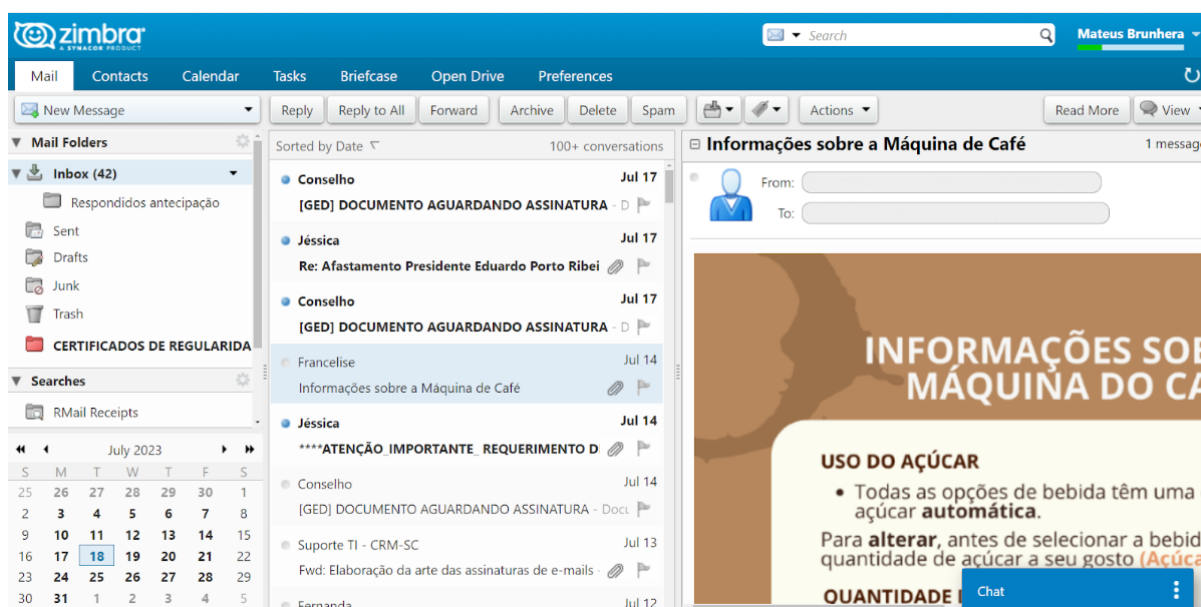 zimbra
A SYNACOR PRODUCT
Search
Mateus Brunhera
Mail Contacts Calendar Tasks Briefcase Open Drive Preferences
New Message Reply Reply to All Forward Archive Delete Spam Actions Read More View
Mail Folders
Inbox (42)
Respondidos antecipação
Sent
Drafts
Junk
Trash
CERTIFICADOS DE REGULARIDA
Searches
RMail Receipts
July 2023
S M T W T F S
25 26 27 28 29 30 1
2 3 4 5 6 7 8
9 10 11 12 13 14 15
16 17 18 19 20 21 22
23 24 25 26 27 28 29
30 31 1 2 3 4 5
Sorted by Date 100+ conversations
Conselho Jul 17
[GED] DOCUMENTO AGUARDANDO ASSINATURA - D
Jéssica Jul 17
Re: Afastamento Presidente Eduardo Porto Ribei
Conselho Jul 17
[GED] DOCUMENTO AGUARDANDO ASSINATURA - D
Francelise Jul 14
Informações sobre a Máquina de Café
Jéssica Jul 14
****ATENÇÃO_IMPORTANTE_ REQUERIMENTO D
Conselho Jul 14
[GED] DOCUMENTO AGUARDANDO ASSINATURA - Docu
Suporte TI - CRM-SC Jul 13
Fwd: Elaboração da arte das assinaturas de e-mails -
Fernanda Jul 12
Informações sobre a Máquina de Café 1 message
From:
To:
INFORMAÇÕES SOB
MÁQUINA DO CA
USO DO AÇÚCAR
• Todas as opções de bebida têm uma
açúcar automática.
Para alterar, antes de selecionar a bebid
quantidade de açúcar a seu gosto (Açúca
QUANTIDADE
Chat